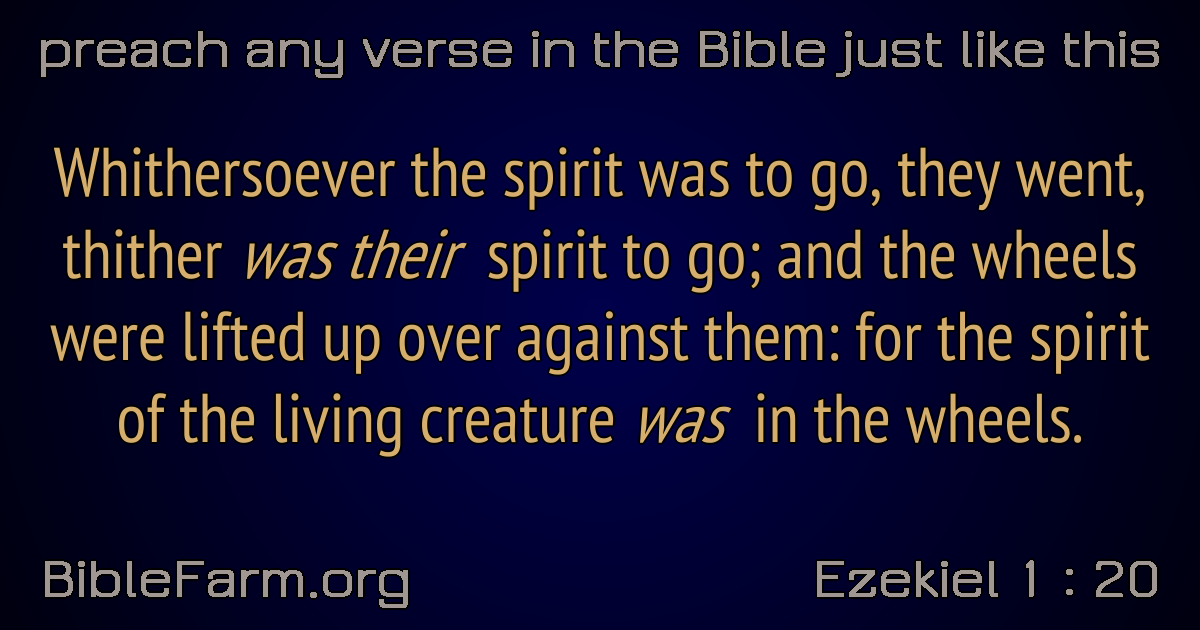 preach any verse in the Bible just like this
Whithersoever the spirit was to go, they went,
thither was their spirit to go; and the wheels
were lifted up over against them: for the spirit
of the living creature was in the wheels.
BibleFarm.org
Ezekiel 1 : 20